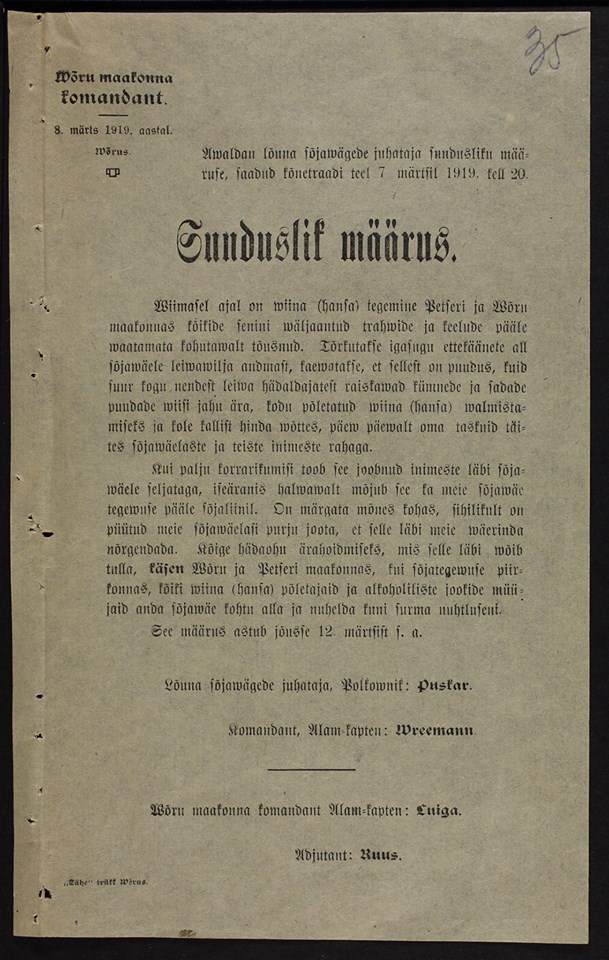 35
Wõru maakonna
komandant.
8. märts 1919. aastal.
Wõrus.
Awaldan lõuna sõjawägede juhataja sundusliku mää-
ruse, saadud kõnetraadi teel 7 märtsil 1919. kell 20.
Sunduslik määrus.
Wiimasel ajal on wiina (hansa) tegemine Petseri ja Wõru
maakonnas kõikide senini wäljaantud trahwide ja keelude pääle
waatamata kohutawalt tõusnud. Tõrkutakse igasugu ettekäänete all
sõjawäele leiwawilja andmast, kaewatakse, et sellest on puudus, kuid
suur kogu nendest leiwa hädaldajatest raiskawad kümnede ja sadade
puudade wiisi jahu ära, kodu põletatud wiina (hansa) walmista-
miseks ja kole kallist hinda wõttes, päew päewalt oma taskuid täi-
tes sõjawäelaste ja teiste inimeste rahaga.
Kui palju korrarikumisi toob see joobnud inimeste läbi sõja-
wäele seljataga, iseäranis halwawalt mõjub see ka meie sõjawäe
tegewuse pääle sõjaliinil. On märgata mõnes kohas, sihilikult on
püütud meie sõjawäelasi purju joota, et selle läbi meie wäerinda
nõrgendada. Kõige hädaohu ärahoidmiseks, mis selle läbi wõib
tulla, käsen Wõru ja Petseri maakonnas, kui sõjategewuse piir-
konnas, kõiki wiina (hansa) põletajaid ja alkoholiliste jookide müü-
jaid anda sõjawäe kohtu alla ja nuhelda kuni surma nuhtluseni.
See määrus astub jõusse 12. märtsist s. a.
Lõuna sõjawägede juhataja, Polkownik: Puskar.
Komandant, Alam-kapten: Wreemann
Wõru maakonna komandant Alam-kapten: Luiga.
Adjutant: Ruus.
„Tähe" trükk Wõrus.